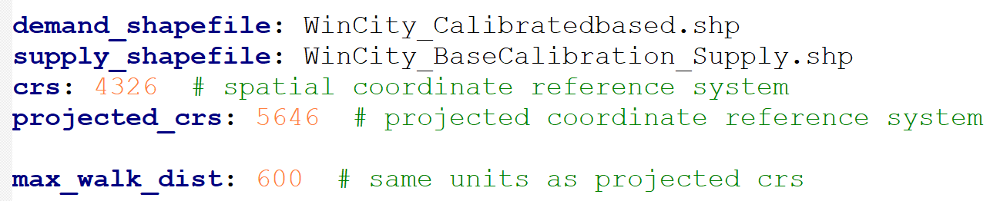 demand_shapefile: WinCity_Calibratedbased.shp
supply_shapefile: WinCity_BaseCalibration_Supply.shp
crs: 4326  # spatial coordinate reference system
projected_crs: 5646  # projected coordinate reference system
max_walk_dist: 600  # same units as projected crs